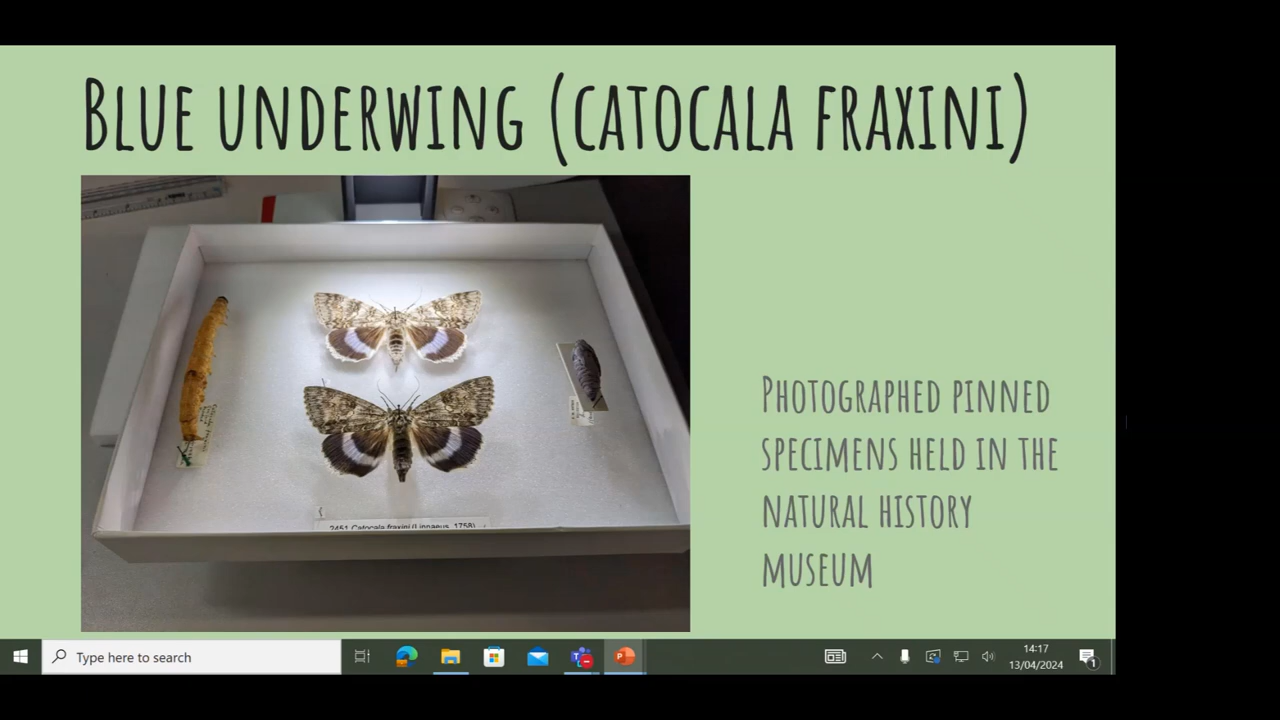 Blue underwing (catocala fraxini)
2451 Catocala fraxini (Linnaeus, 1758)
Photographed pinned
specimens held in the
natural history
museum
Type here to search
14:17
13/04/2024
1